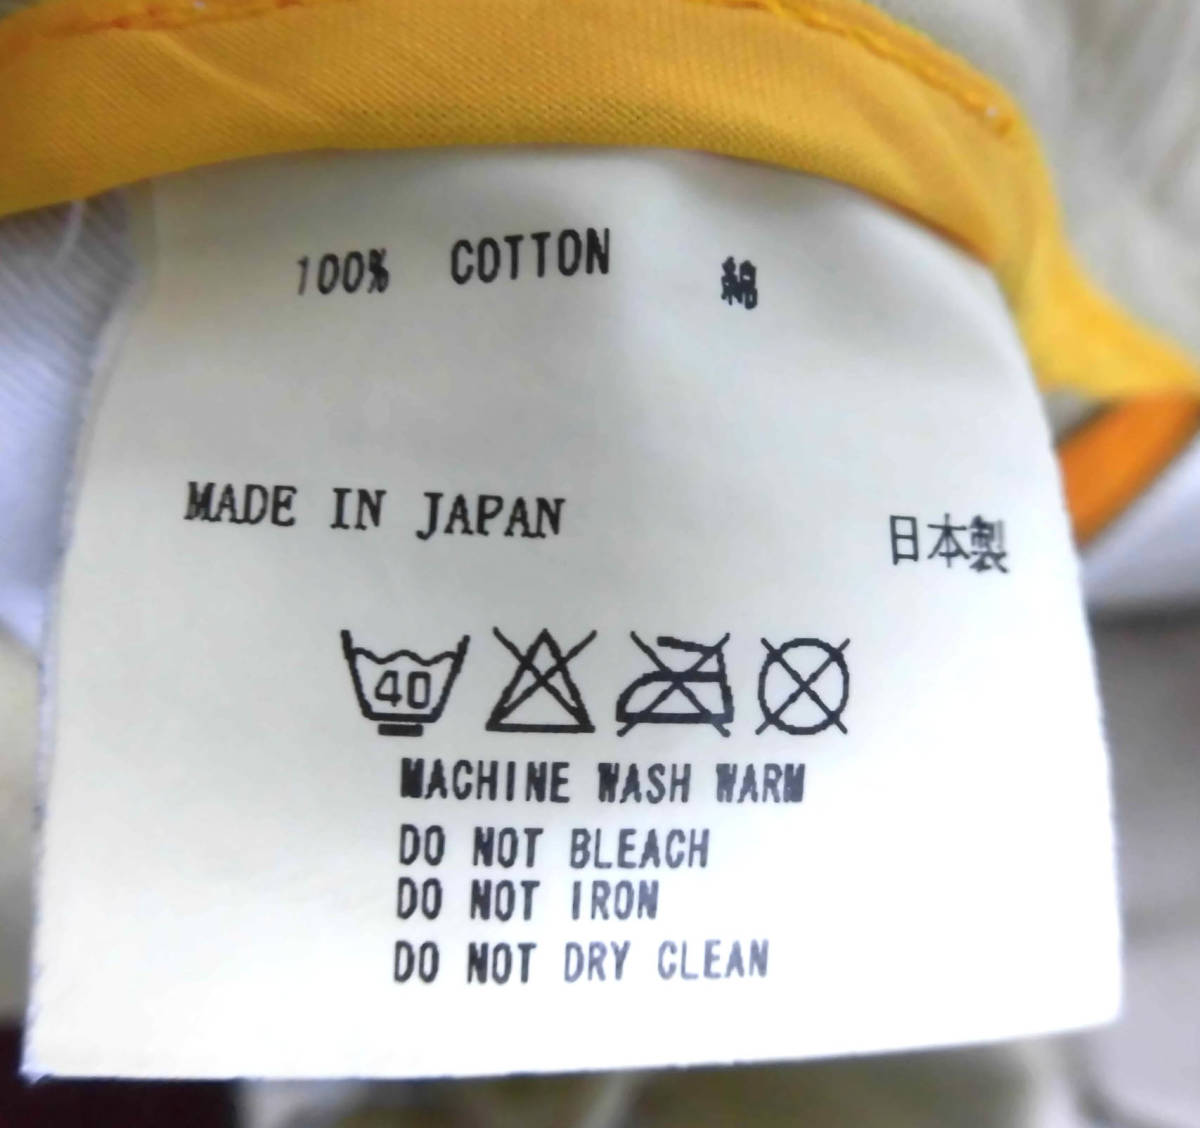 100% COTTON 綿
MADE IN JAPAN 日本製
40
MACHINE WASH WARM
DO NOT BLEACH
DO NOT IRON
DO NOT DRY CLEAN